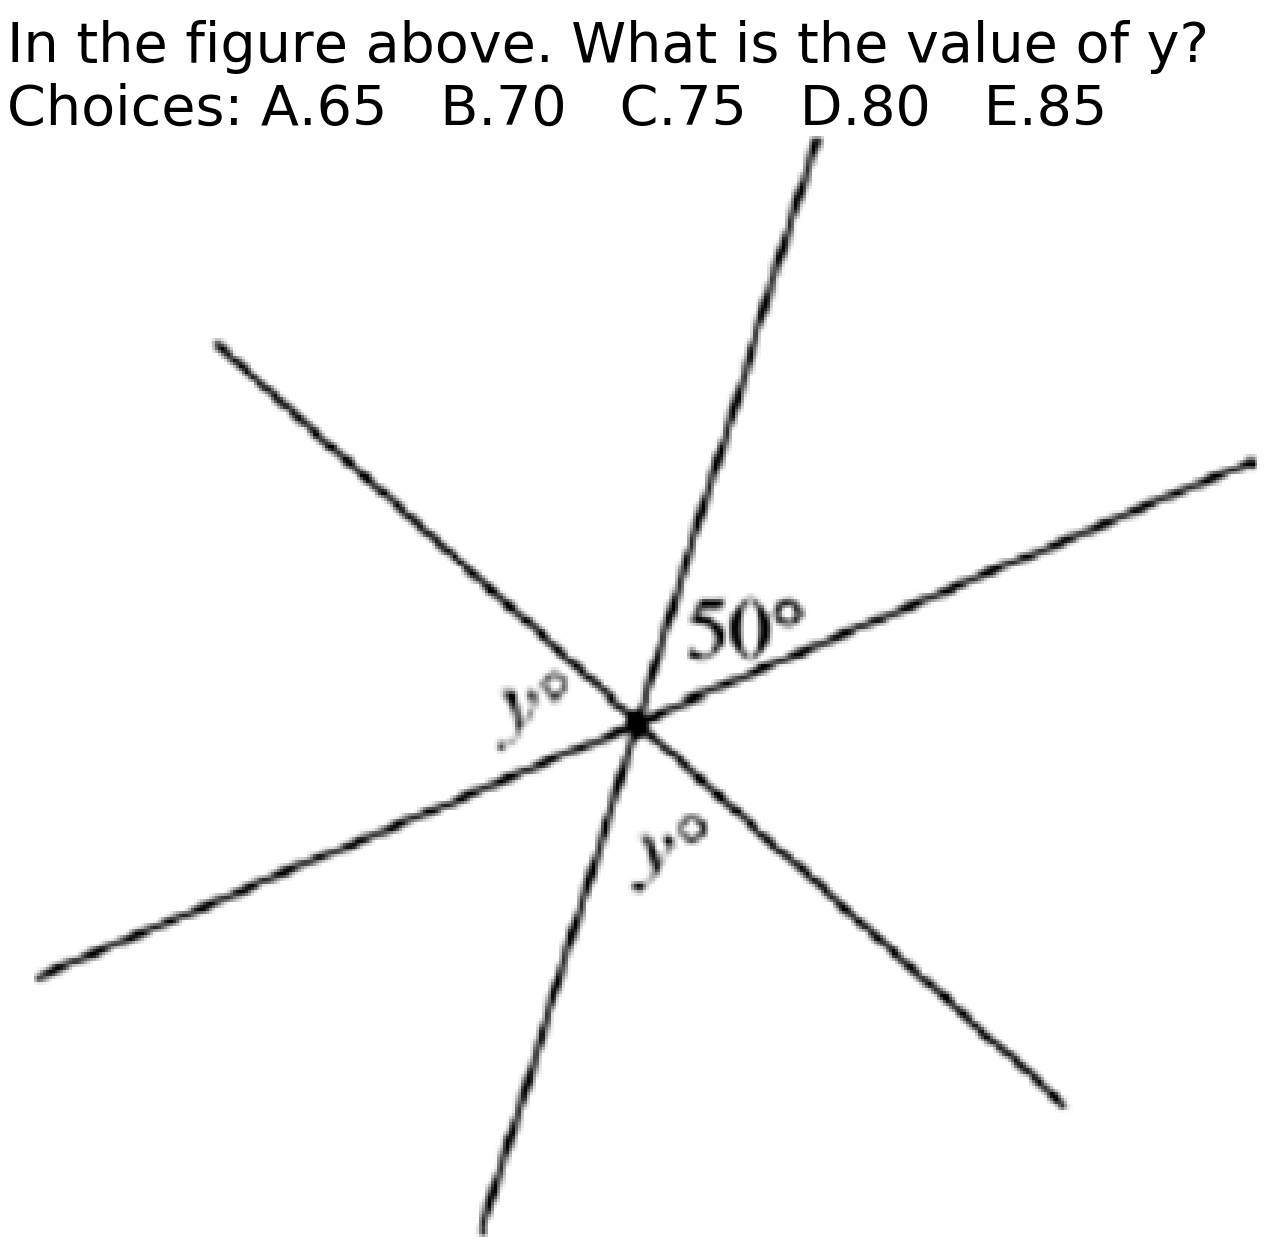 In the figure above. What is the value of y?
Choices: A.65 B.70 C.75 D.80 E.85
50°
y°
y°